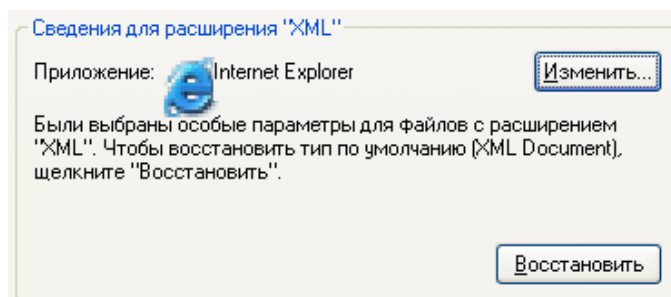 Сведения для расширения "XML"
Приложение: Internet Explorer Изменить...
Были выбраны особые параметры для файлов с расширением
"XML". Чтобы восстановить тип по умолчанию (XML Document),
щелкните "Восстановить".
Восстановить